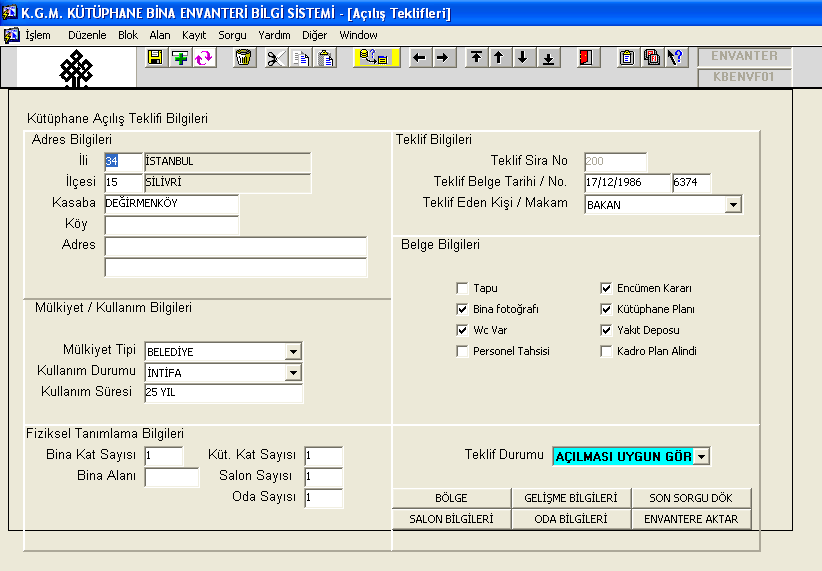 K.G.M. KÜTÜPHANE BİNA ENVANTERİ BİLGİ SİSTEMİ - [Açılış Teklifleri]
İşlem Düzenle Blok Alan Kayıt Sorgu Yardım Diğer Window
ENVANTER
KBENVF01
Kütüphane Açılış Teklifi Bilgileri
Adres Bilgileri
İli 34 İSTANBUL
İlçesi 15 SİLİVRİ
Kasaba DEĞİRMENKÖY
Köy
Adres
Teklif Bilgileri
Teklif Sira No 200
Teklif Belge Tarihi / No. 17/12/1986 6374
Teklif Eden Kişi / Makam BAKAN
Belge Bilgileri
Tapu Encümen Kararı
Bina fotoğrafı Kütüphane Planı
Wc Var Yakıt Deposu
Personel Tahsisi Kadro Plan Alindi
Mülkiyet / Kullanım Bilgileri
Mülkiyet Tipi BELEDİYE
Kullanım Durumu İNTİFA
Kullanım Süresi 25 YIL
Fiziksel Tanımlama Bilgileri
Bina Kat Sayısı 1 Küt. Kat Sayısı 1
Bina Alanı Salon Sayısı 1
Oda Sayısı 1
Teklif Durumu AÇILMASI UYGUN GÖR
BÖLGE GELİŞME BİLGİLERİ SON SORGU DÖK
SALON BİLGİLERİ ODA BİLGİLERİ ENVANTERE AKTAR